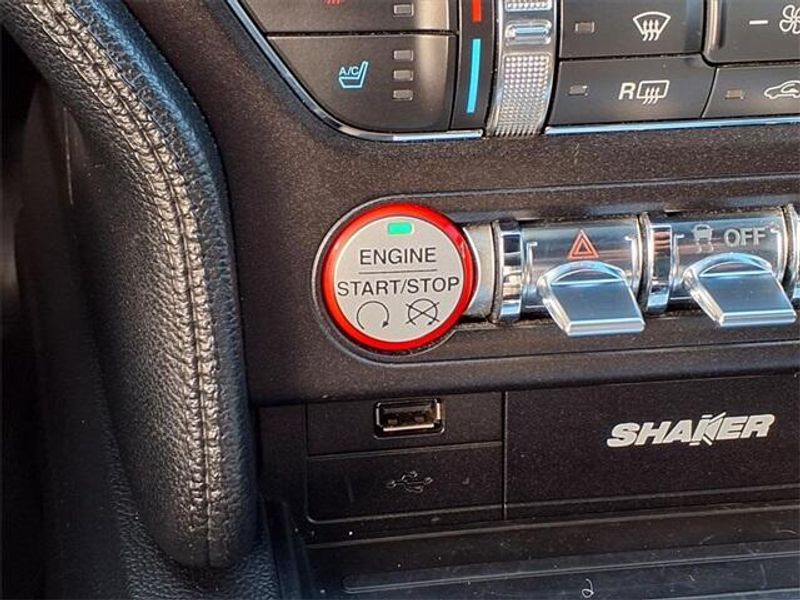 A/C
R
ENGINE
START/STOP
OFF
SHAKER